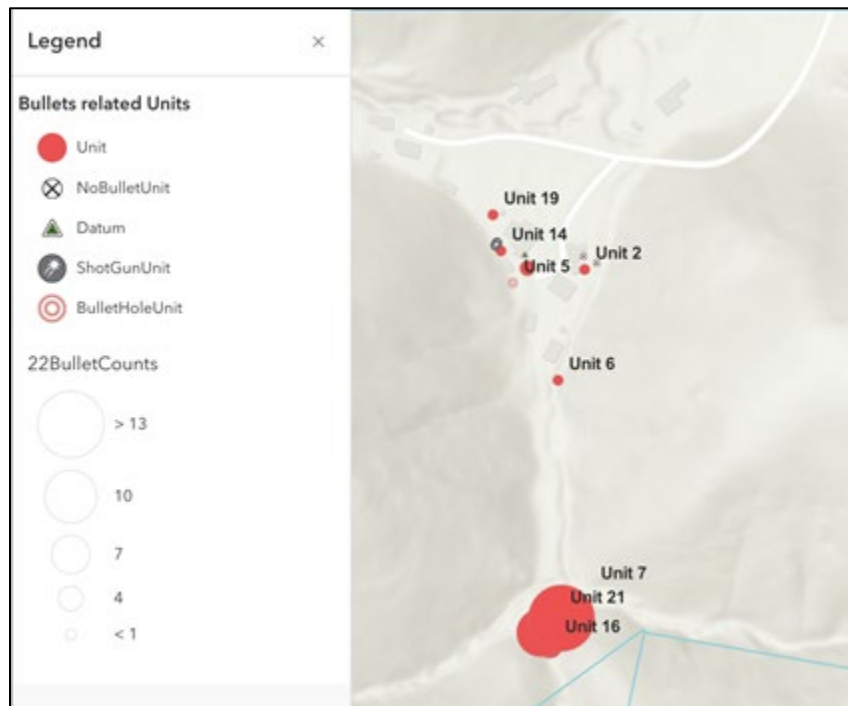 Legend ×
Bullets related Units
Unit
NoBulletUnit
Datum
ShotGunUnit
BulletHoleUnit
22BulletCounts
> 13
10
7
4
< 1
Unit 19
Unit 14
Unit 2
Unit 5
Unit 6
Unit 7
Unit 21
Unit 16